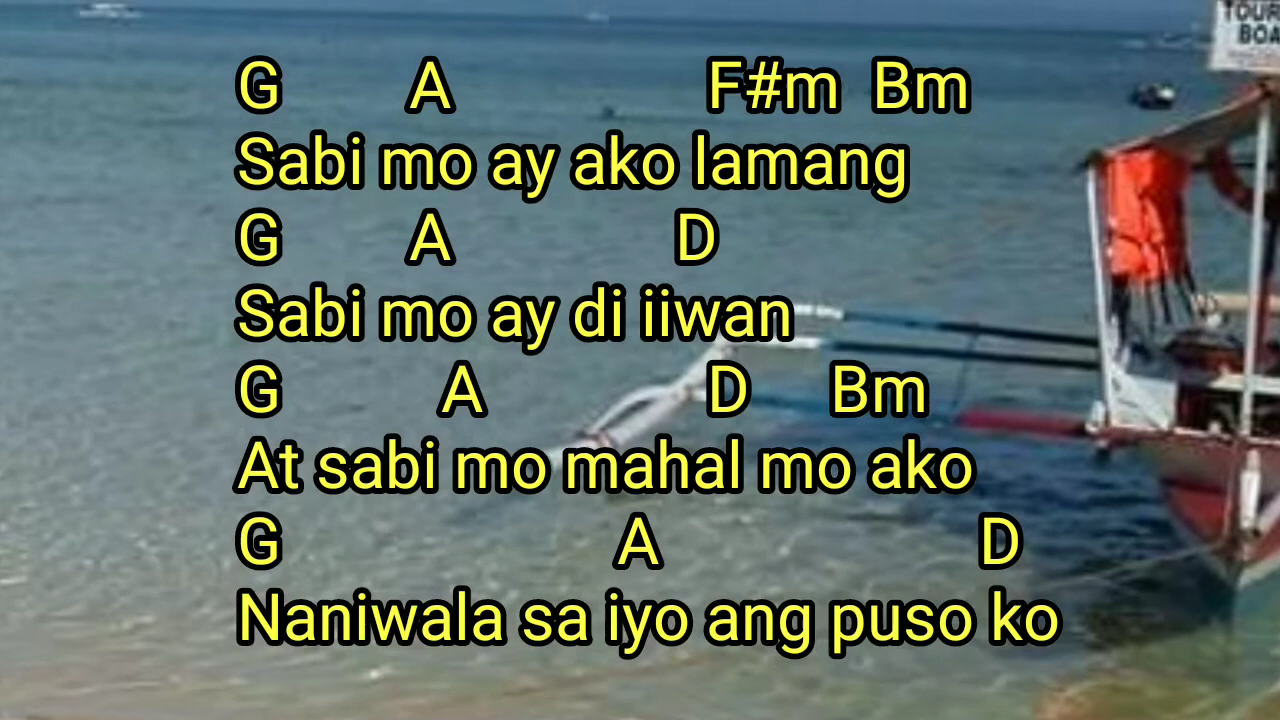 TOUR
BOA
G A F#m Bm
Sabi mo ay ako lamang
G A D
Sabi mo ay di iiwan
G A D Bm
At sabi mo mahal mo ako
G A D
Naniwala sa iyo ang puso ko